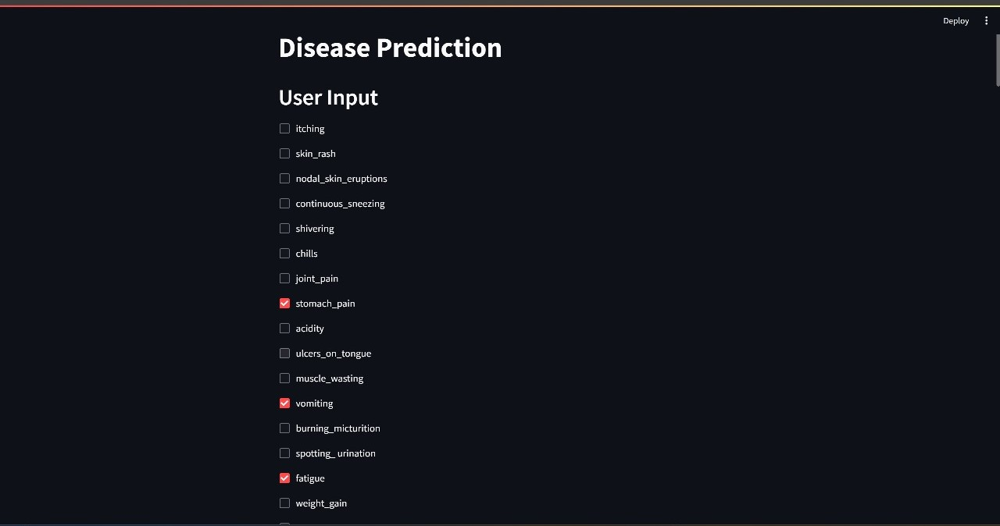 Deploy
Disease Prediction
User Input
itching
skin_rash
nodal_skin_eruptions
continuous_sneezing
shivering
chills
joint_pain
stomach_pain
acidity
ulcers_on_tongue
muscle_wasting
vomiting
burning_micturition
spotting_ urination
fatigue
weight_gain